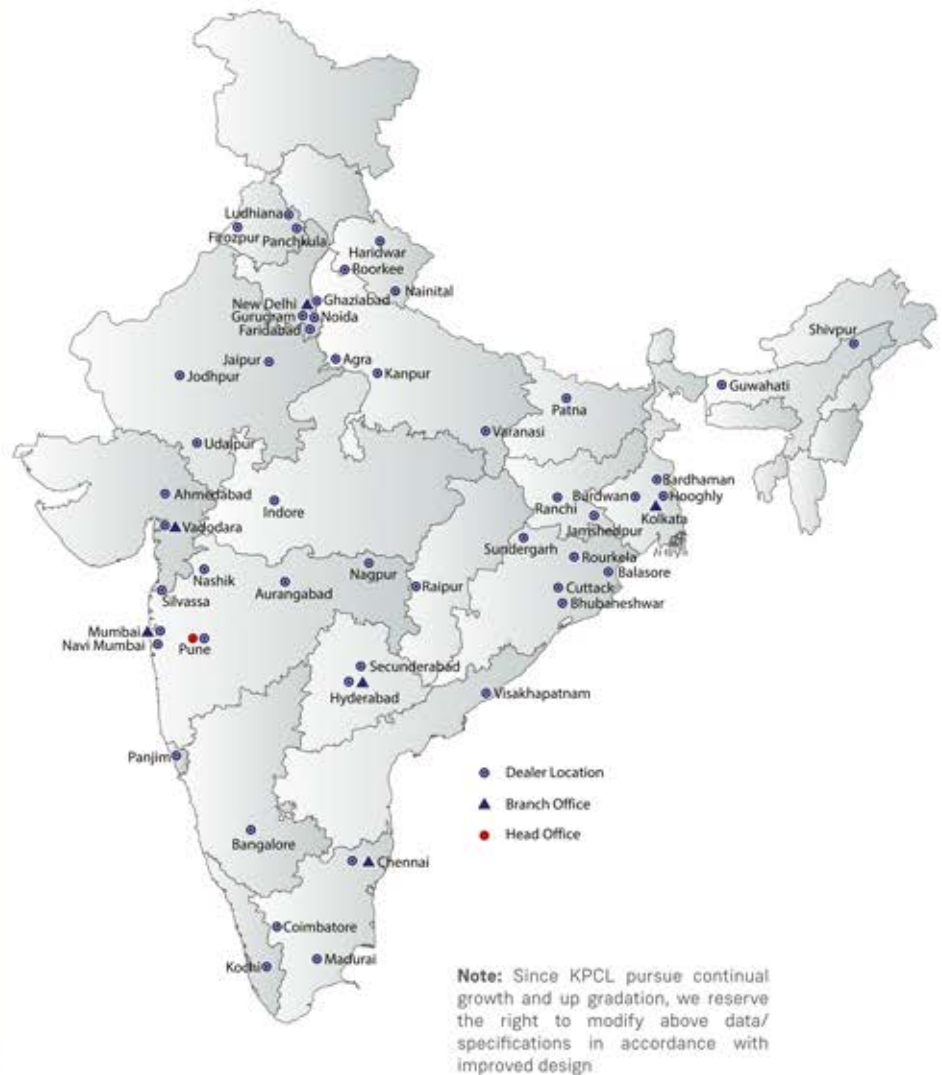 Ludhiana
Firozpur
Panchkula
Haridwar
Roorkee
Nainital
New Delhi
Ghaziabad
Gurugram
Noida
Faridabad
Shivpur
Jaipur
Agra
Jodhpur
Kanpur
Guwahati
Patna
Varanasi
Udaipur
Bardhaman
Ahmedabad
Burdwan
Hooghly
Indore
Ranchi
Kolkata
Vadodara
Jamshedpur
Sundergarh
Rourkela
Nagpur
Balasore
Nashik
Aurangabad
Raipur
Cuttack
Silvassa
Bhubaneshwar
Mumbai
Navi Mumbai
Pune
Secunderabad
Hyderabad
Visakhapatnam
Panjim
Dealer Location
Branch Office
Head Office
Bangalore
Chennai
Coimbatore
Kodhi
Madurai
Note: Since KPCL pursue continual
growth and up gradation, we reserve
the right to modify above data/
specifications in accordance with
improved design